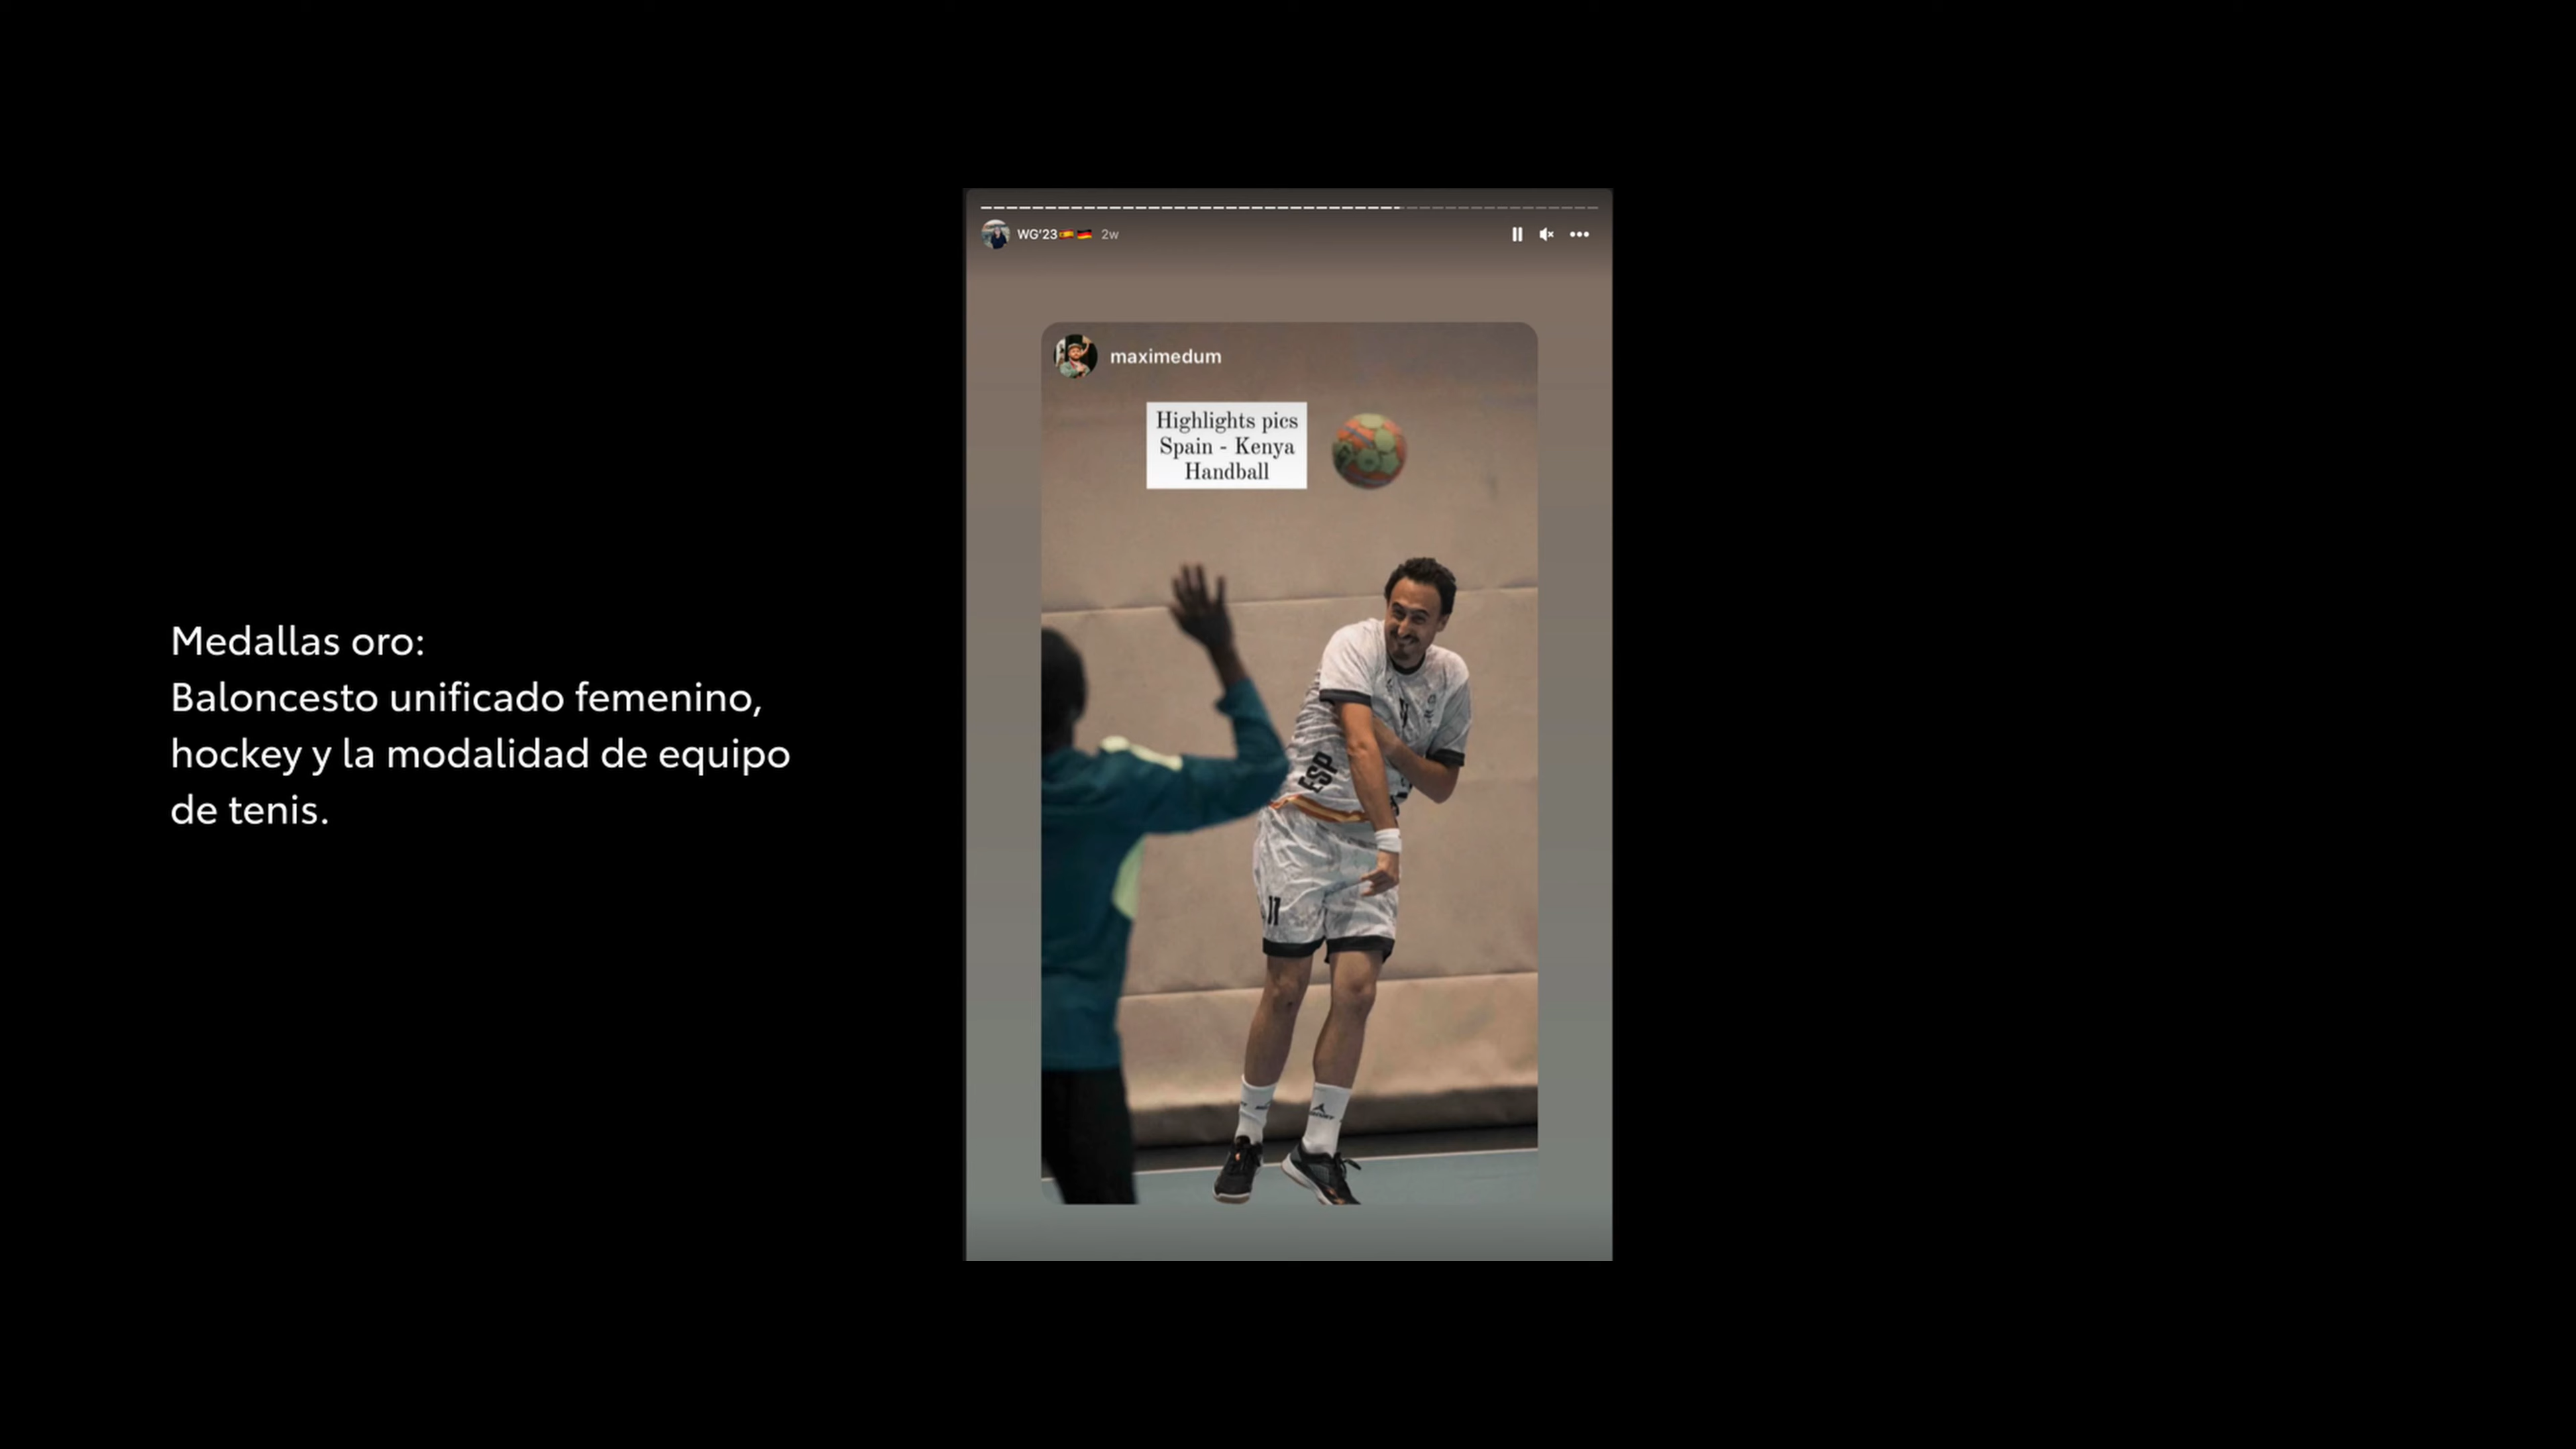 Medallas oro:
Baloncesto unificado femenino,
hockey y la modalidad de equipo
de tenis.
WG'23🇪🇸🇩🇪 2w
maximedum
Highlights pics
Spain - Kenya
Handball
ESP
11